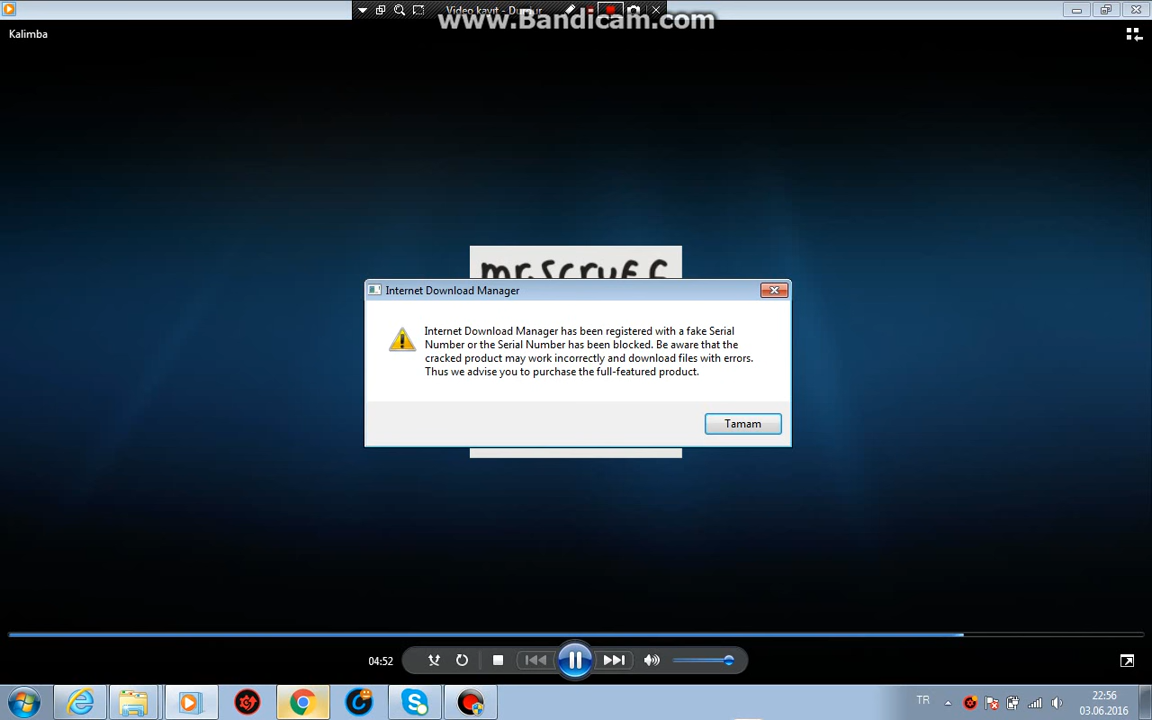 Video kayıt - Du
www.Bandicam.com
Kalimba
mr.Scruff
Internet Download Manager
Internet Download Manager has been registered with a fake Serial
Number or the Serial Number has been blocked. Be aware that the
cracked product may work incorrectly and download files with errors.
Thus we advise you to purchase the full-featured product.
Tamam
04:52
TR
22:56
03.06.2016